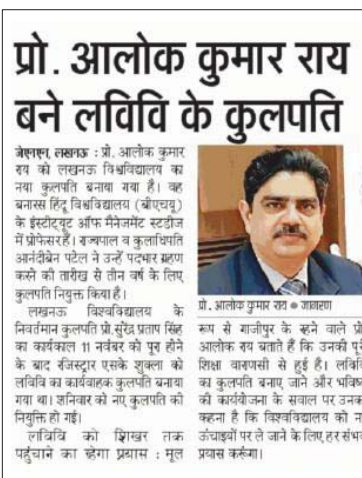 प्रो. आलोक कुमार राय
बने लविवि के कुलपति
जेएनएन, लखनऊ : प्रो. आलोक कुमार
राय को लखनऊ विश्वविद्यालय का
नया कुलपति बनाया गया है। वह
बनारस हिंदू विश्वविद्यालय (बीएचयू)
के इंस्टीट्यूट ऑफ मैनेजमेंट स्टडीज
में प्रोफेसर हैं। राज्यपाल व कुलाधिपति
आनंदीबेन पटेल ने उन्हें पदभार ग्रहण
करने की तारीख से तीन वर्ष के लिए
कुलपति नियुक्त किया है।
लखनऊ विश्वविद्यालय के
निवर्तमान कुलपति प्रो.सुरेंद्र प्रताप सिंह
का कार्यकाल 11 नवंबर को पूरा होने
के बाद रजिस्ट्रार एसके शुक्ला को
लविवि का कार्यवाहक कुलपति बनाया
गया था। शनिवार को नए कुलपति की
नियुक्ति हो गई।
लविवि को शिखर तक
पहुंचाने का रहेगा प्रयास : मूल
प्रो. आलोक कुमार राय ● जागरण
रूप से गाजीपुर के रहने वाले प्रो
आलोक राय बताते हैं कि उनकी पूर
शिक्षा वाराणसी से हुई है। लविवि
का कुलपति बनाए जाने और भविष्
की कार्ययोजना के सवाल पर उनक
कहना है कि विश्वविद्यालय को न
ऊंचाइयों पर ले जाने के लिए हर संभव
प्रयास करूंगा।